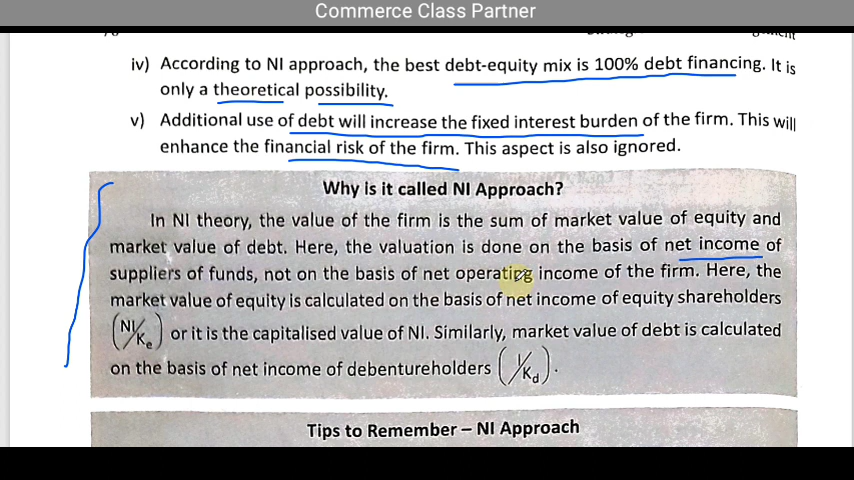 Commerce Class Partner
iv) According to NI approach, the best debt-equity mix is 100% debt financing. It is
only a theoretical possibility.
v) Additional use of debt will increase the fixed interest burden of the firm. This will
enhance the financial risk of the firm. This aspect is also ignored.
Why is it called NI Approach?
In NI theory, the value of the firm is the sum of market value of equity and
market value of debt. Here, the valuation is done on the basis of net income of
suppliers of funds, not on the basis of net operating income of the firm. Here, the
market value of equity is calculated on the basis of net income of equity shareholders
(NI/Ke) or it is the capitalised value of NI. Similarly, market value of debt is calculated
on the basis of net income of debentureholders (I/Kd).
Tips to Remember – NI Approach